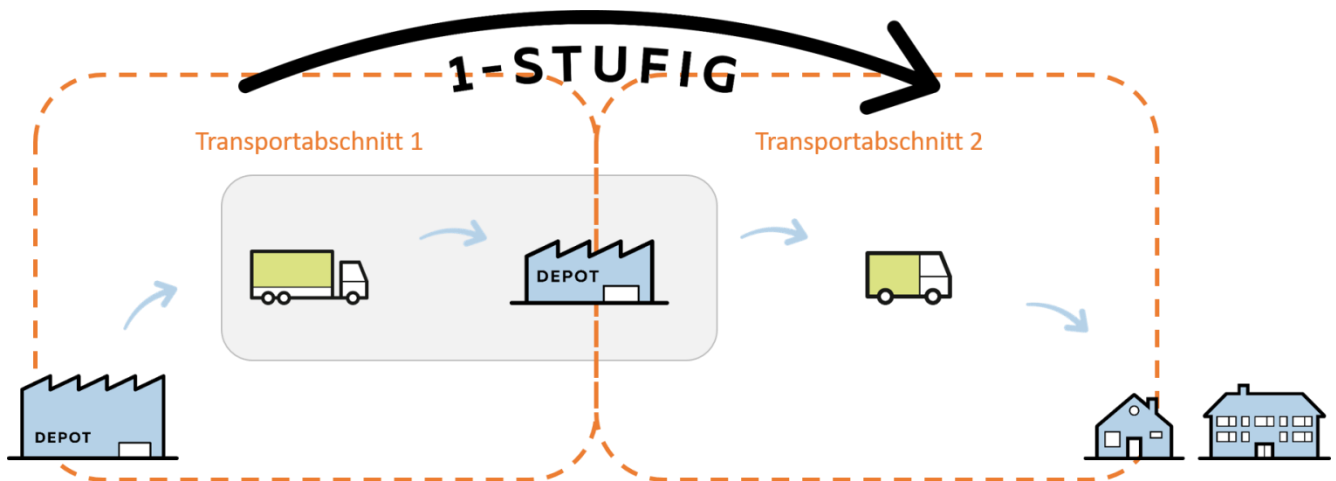 1-STUFIG
Transportabschnitt 1
Transportabschnitt 2
DEPOT
DEPOT